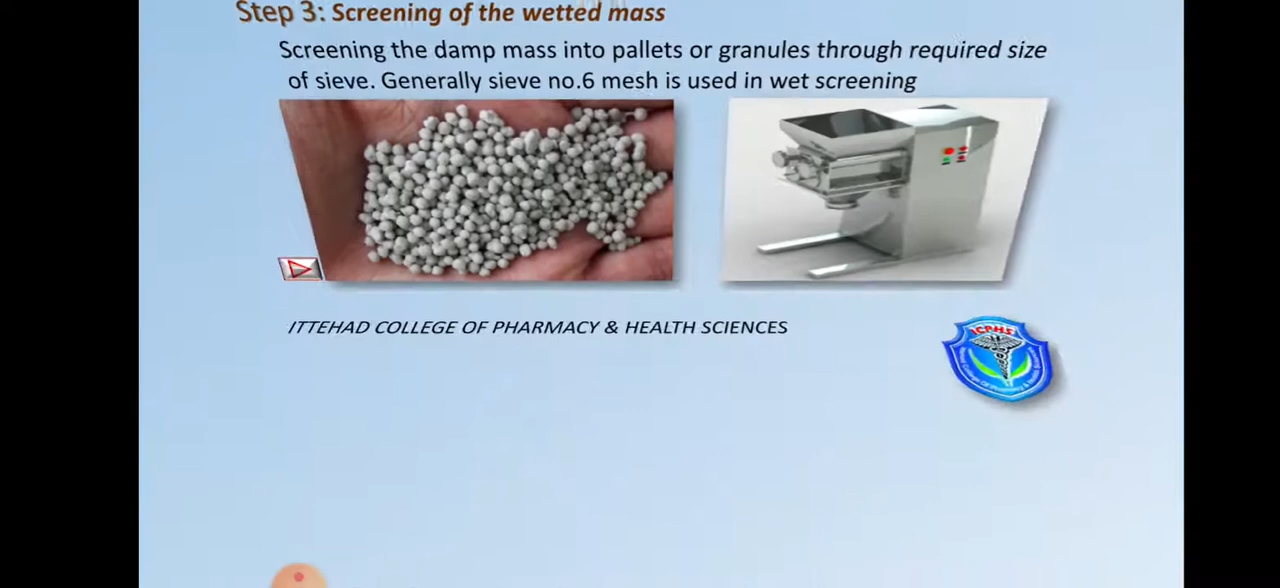 Step 3: Screening of the wetted mass
Screening the damp mass into pallets or granules through required size
of sieve. Generally sieve no.6 mesh is used in wet screening
ITTEHAD COLLEGE OF PHARMACY & HEALTH SCIENCES
ICPHS